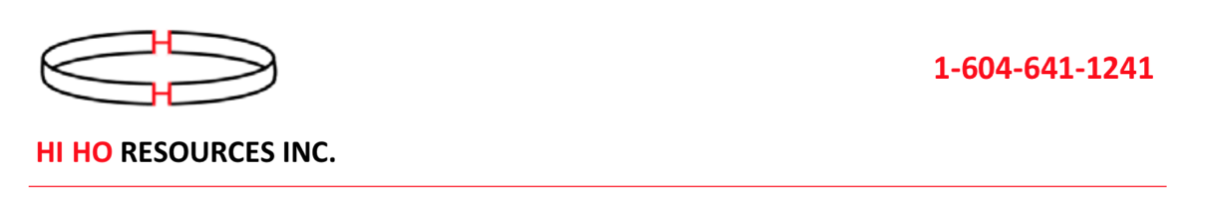 H
H
1-604-641-1241
HI HO RESOURCES INC.